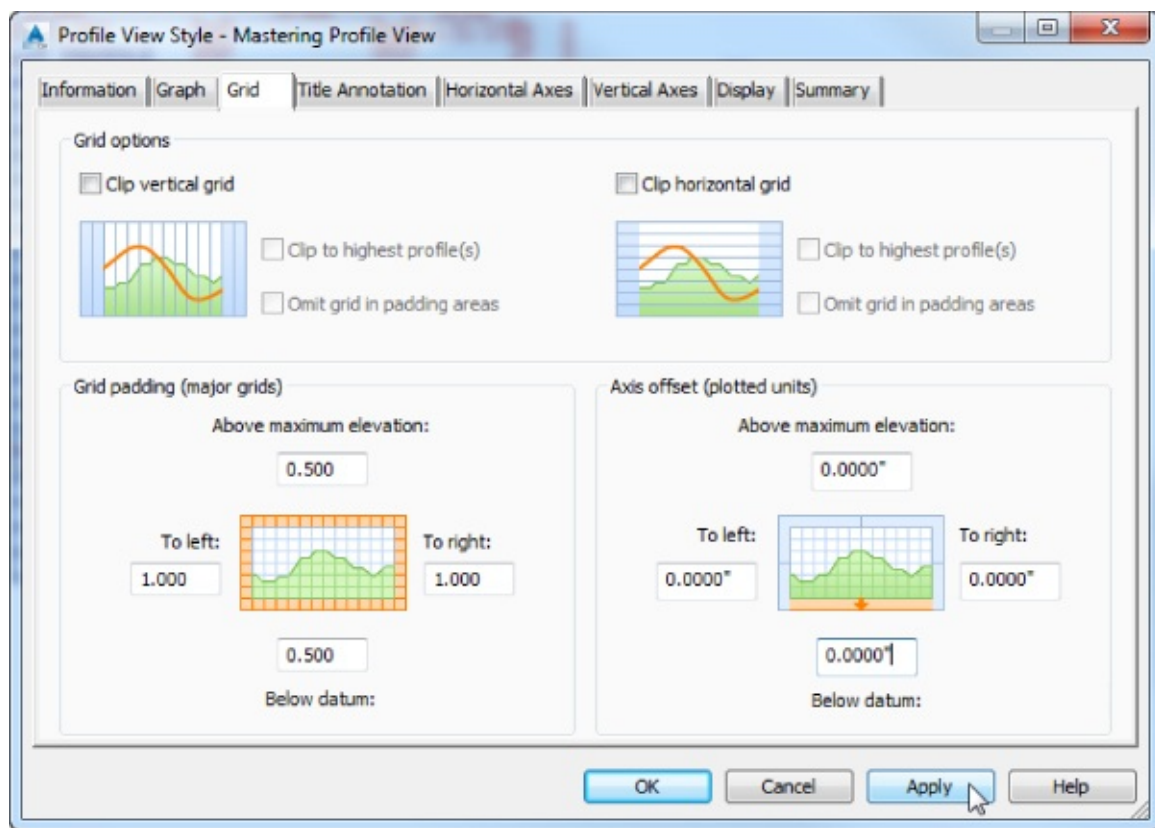 Profile View Style - Mastering Profile View
Information Graph Grid Title Annotation Horizontal Axes Vertical Axes Display Summary
Grid options
Clip vertical grid
Clip to highest profile(s)
Omit grid in padding areas
Clip horizontal grid
Clip to highest profile(s)
Omit grid in padding areas
Grid padding (major grids)
Above maximum elevation:
0.500
To left:
1.000
To right:
1.000
0.500
Below datum:
Axis offset (plotted units)
Above maximum elevation:
0.0000"
To left:
0.0000"
To right:
0.0000"
0.0000"
Below datum:
OK Cancel Apply Help